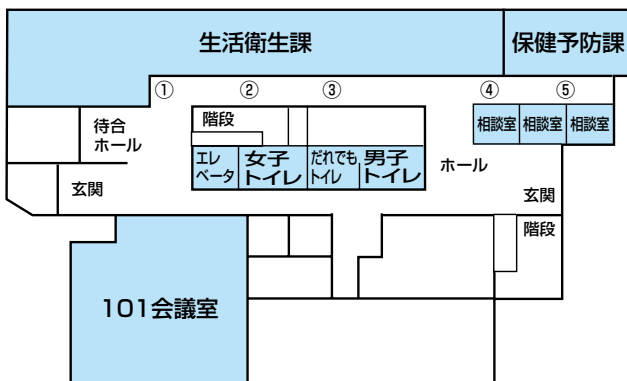 生活衛生課
保健予防課
①
②
③
④
⑤
待合
ホール
階段
相談室
相談室
相談室
エレ
ベータ
女子
トイレ
だれでも
トイレ
男子
トイレ
ホール
玄関
玄関
階段
101会議室